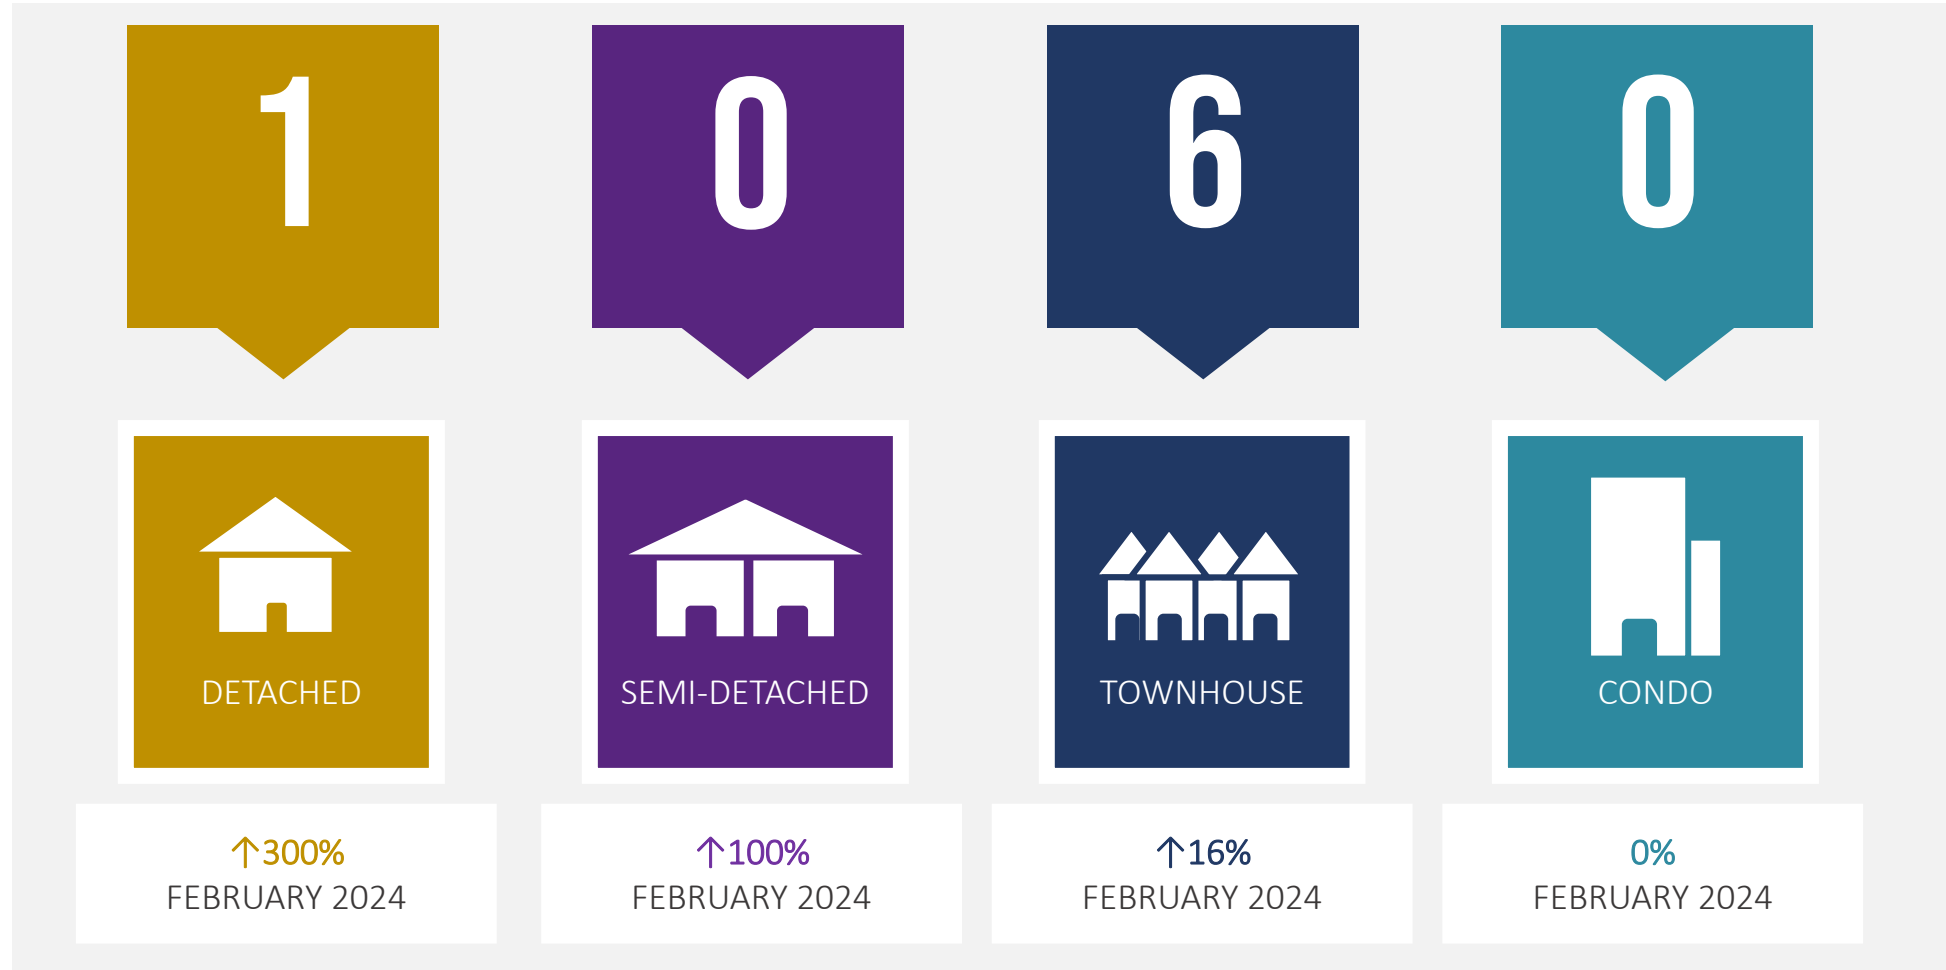 1
0
6
0
DETACHED
SEMI-DETACHED
TOWNHOUSE
CONDO
↑300%
FEBRUARY 2024
↑100%
FEBRUARY 2024
↑16%
FEBRUARY 2024
0%
FEBRUARY 2024